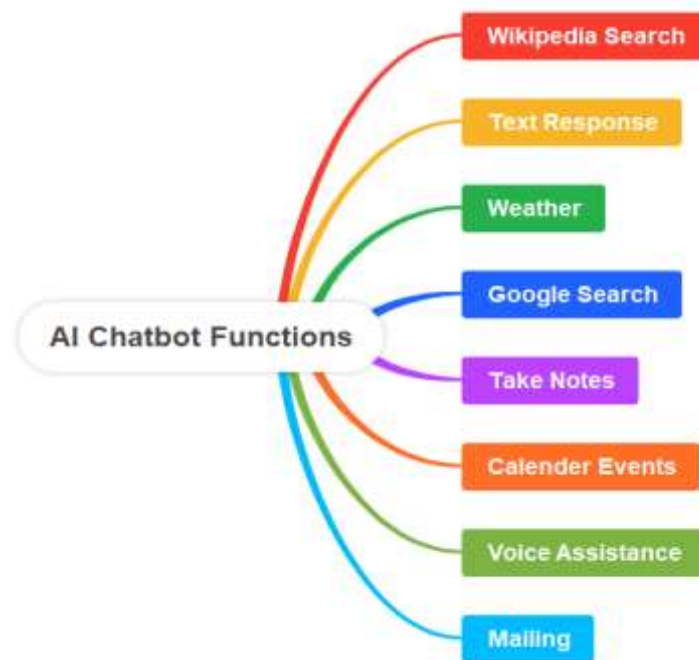 Wikipedia Search
Text Response
Weather
Google Search
AI Chatbot Functions
Take Notes
Calender Events
Voice Assistance
Mailing